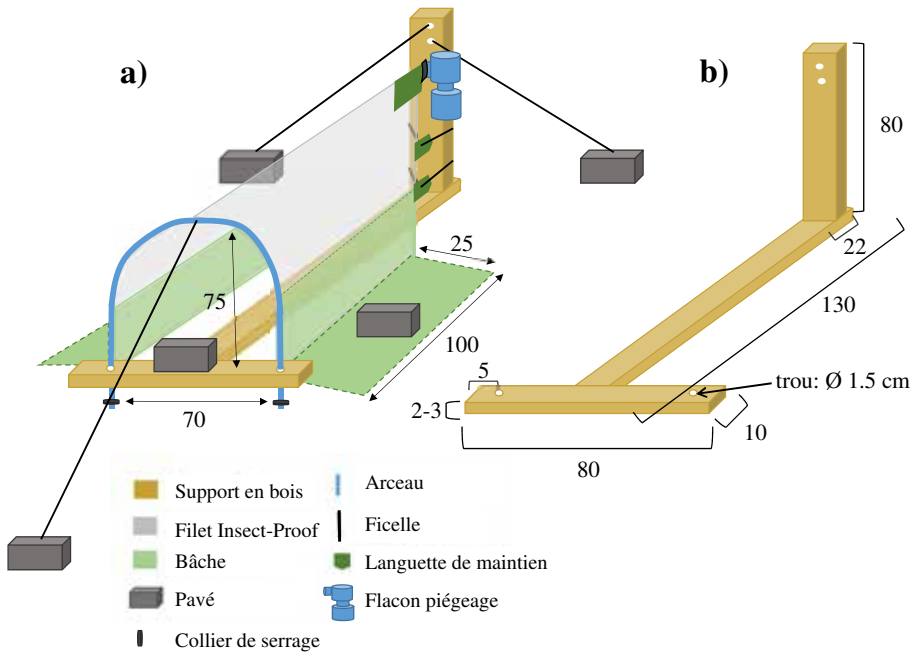 a)
b)
80
25
22
75
130
100
5
trou: Ø 1.5 cm
2-3
70
10
80
Support en bois
Arceau
Filet Insect-Proof
Ficelle
Bâche
Languette de maintien
Pavé
Flacon piégeage
Collier de serrage